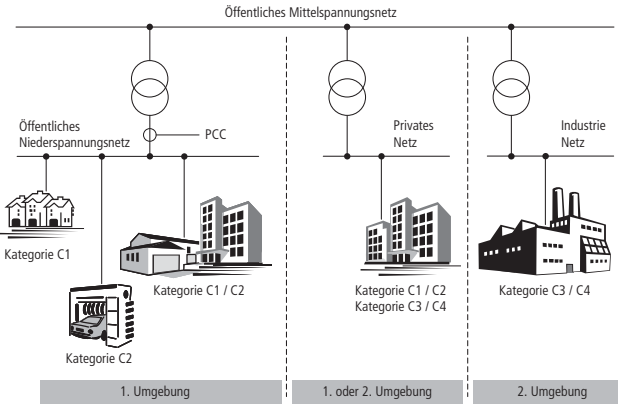 Öffentliches Mittelspannungsnetz
Öffentliches
Niederspannungsnetz
PCC
Privates
Netz
Industrie
Netz
Kategorie C1
Kategorie C1 / C2
Kategorie C2
Kategorie C1 / C2
Kategorie C3 / C4
Kategorie C3 / C4
1. Umgebung
1. oder 2. Umgebung
2. Umgebung